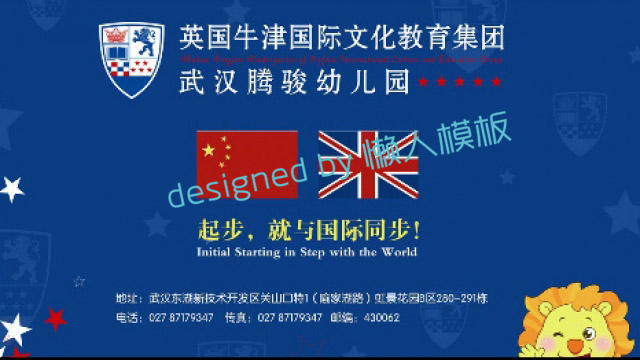 英国牛津国际文化教育集团
武汉腾骏幼儿园
designed by 懒人模板
起步，就与国际同步!
Initial Starting in Step with the World
地址：武汉东湖新技术开发区关山口特1（喻家湖路）虹景花园B区280-291栋
电话：027 87179347 传真：027 87179347 邮编：430062